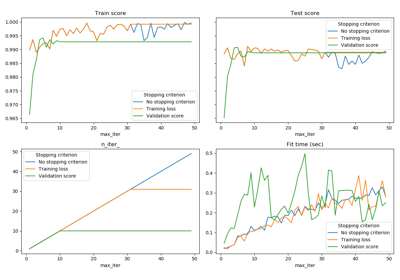 Train score
1.000
0.995
0.990
0.985
0.980
0.975
0.970
0.965
Stopping criterion
No stopping criterion
Training loss
Validation score
0 10 20 30 40 50
max_iter
Test score
Stopping criterion
No stopping criterion
Training loss
Validation score
0 10 20 30 40 50
max_iter
n_iter_
50
40
30
20
10
0
Stopping criterion
No stopping criterion
Training loss
Validation score
0 10 20 30 40 50
max_iter
Fit time (sec)
0.5
0.4
0.3
0.2
0.1
0.0
Stopping criterion
No stopping criterion
Training loss
Validation score
0 10 20 30 40 50
max_iter